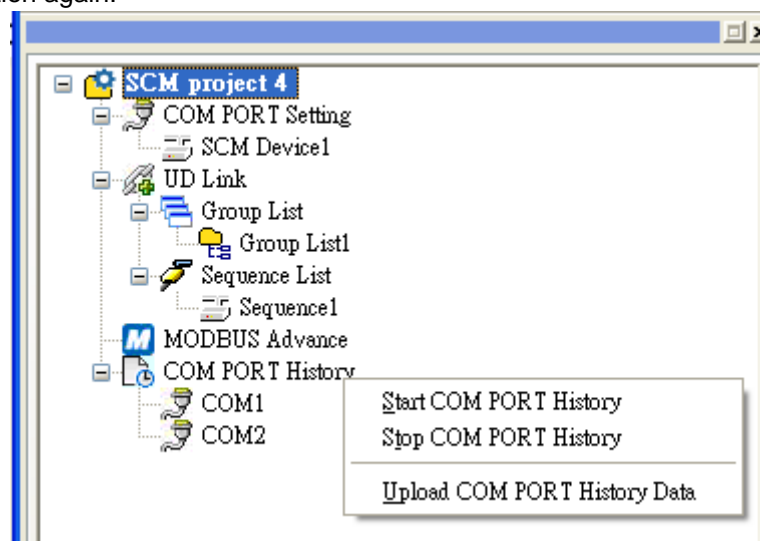 again.
SCM project 4
COM PORT Setting
SCM Device1
UD Link
Group List
Group List1
Sequence List
Sequence1
MODBUS Advance
COM PORT History
COM1
COM2
Start COM PORT History
Stop COM PORT History
Upload COM PORT History Data